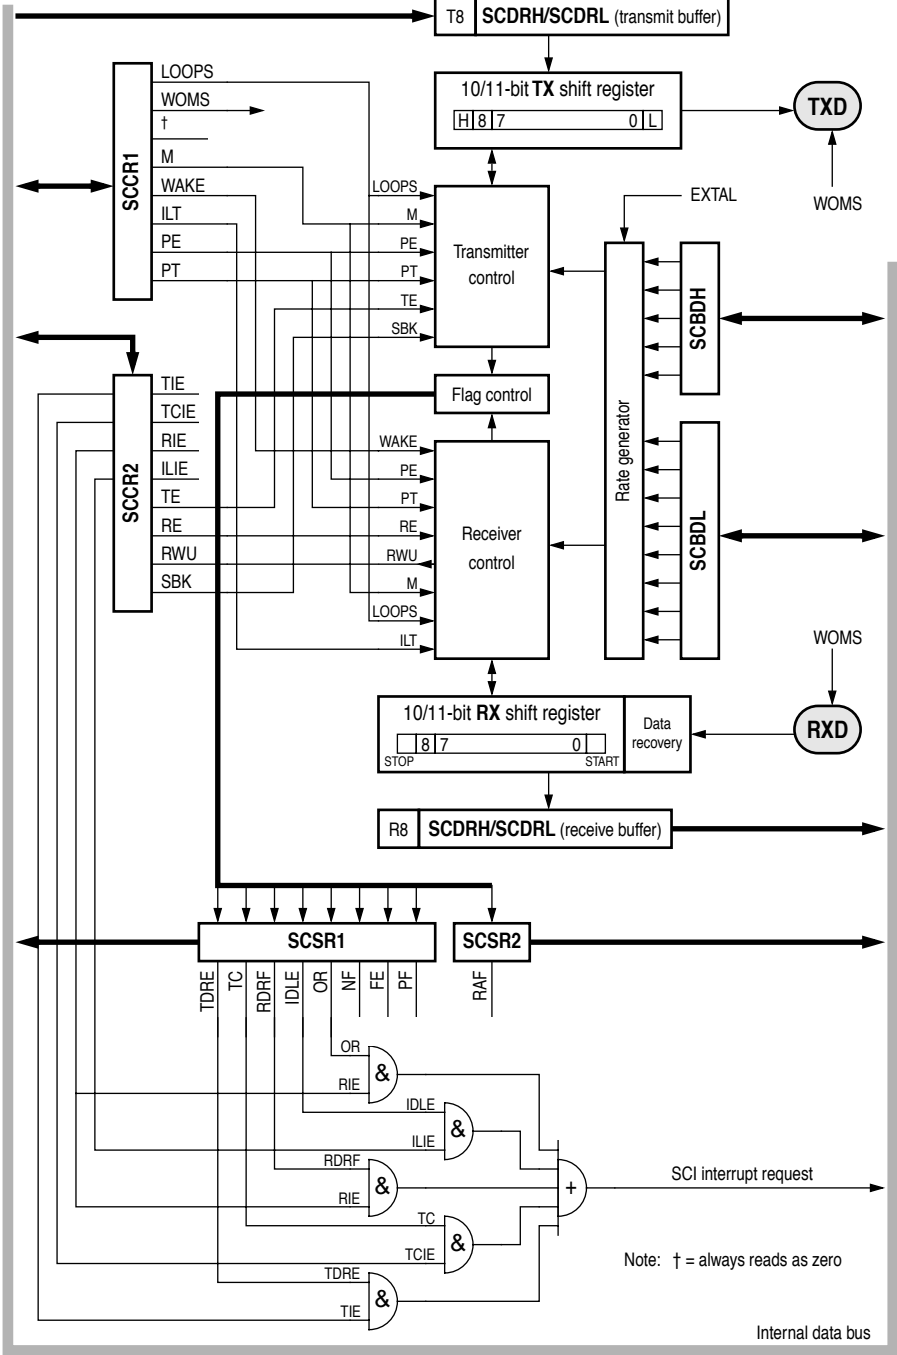 T8 SCDRH/SCDRL (transmit buffer)
10/11-bit TX shift register
H 8 7 0 L
TXD
WOMS
SCCR1
LOOPS
WOMS
†
M
WAKE
ILT
PE
PT
LOOPS
M
PE
PT
TE
SBK
Transmitter
control
EXTAL
Rate generator
SCBDH
SCBDL
Flag control
SCCR2
TIE
TCIE
RIE
ILIE
TE
RE
RWU
SBK
WAKE
PE
PT
RE
RWU
M
LOOPS
ILT
Receiver
control
WOMS
RXD
10/11-bit RX shift register
8 7 0
STOP START
Data
recovery
R8 SCDRH/SCDRL (receive buffer)
SCSR1
SCSR2
TDRE
TC
RDRF
IDLE
OR
NF
FE
PF
RAF
OR
RIE
&
IDLE
ILIE
&
RDRF
RIE
&
TC
TCIE
&
TDRE
TIE
&
+
SCI interrupt request
Note: † = always reads as zero
Internal data bus